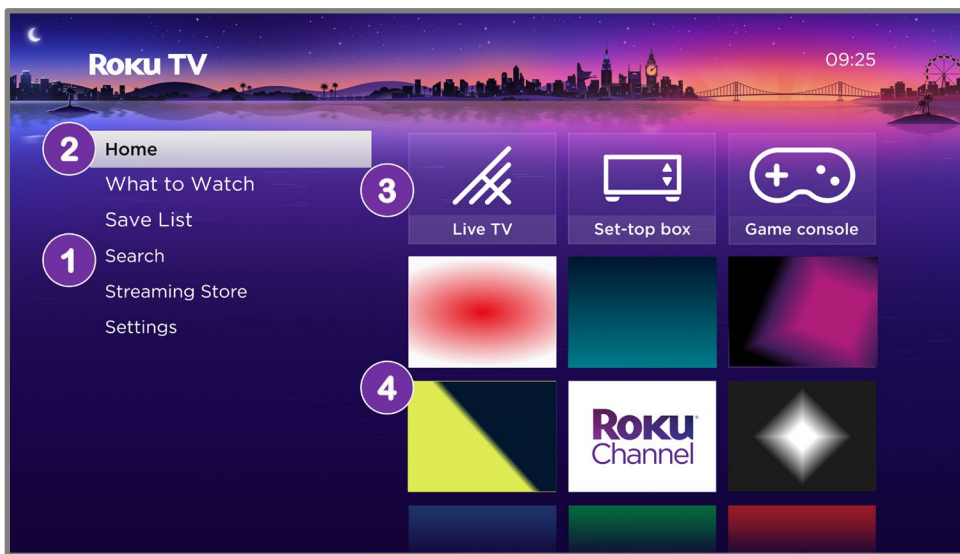 Roku TV
09:25
2
Home
What to Watch
Save List
1
Search
Streaming Store
Settings
3
Live TV
Set-top box
Game console
4
Roku
Channel